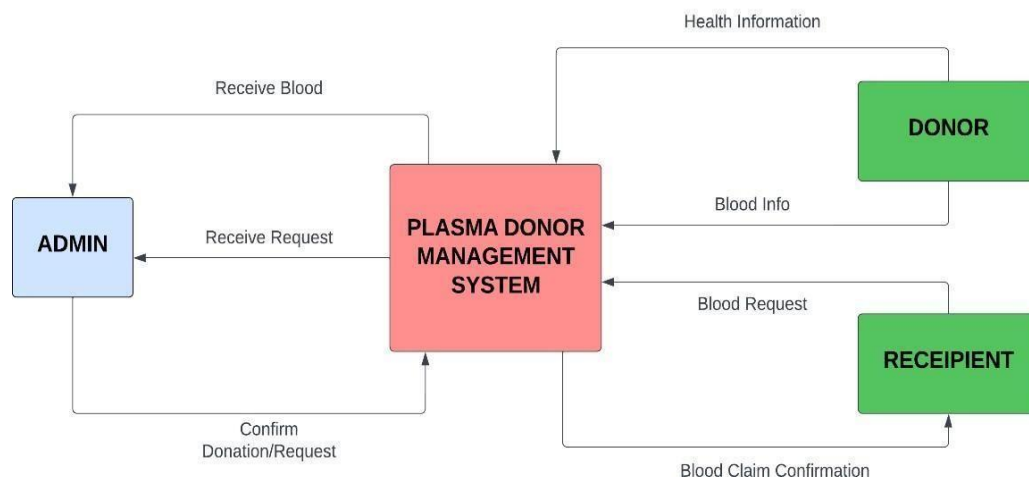 Health Information
Receive Blood
DONOR
Blood Info
PLASMA DONOR
MANAGEMENT
SYSTEM
ADMIN
Receive Request
Blood Request
RECEIPIENT
Confirm
Donation/Request
Blood Claim Confirmation